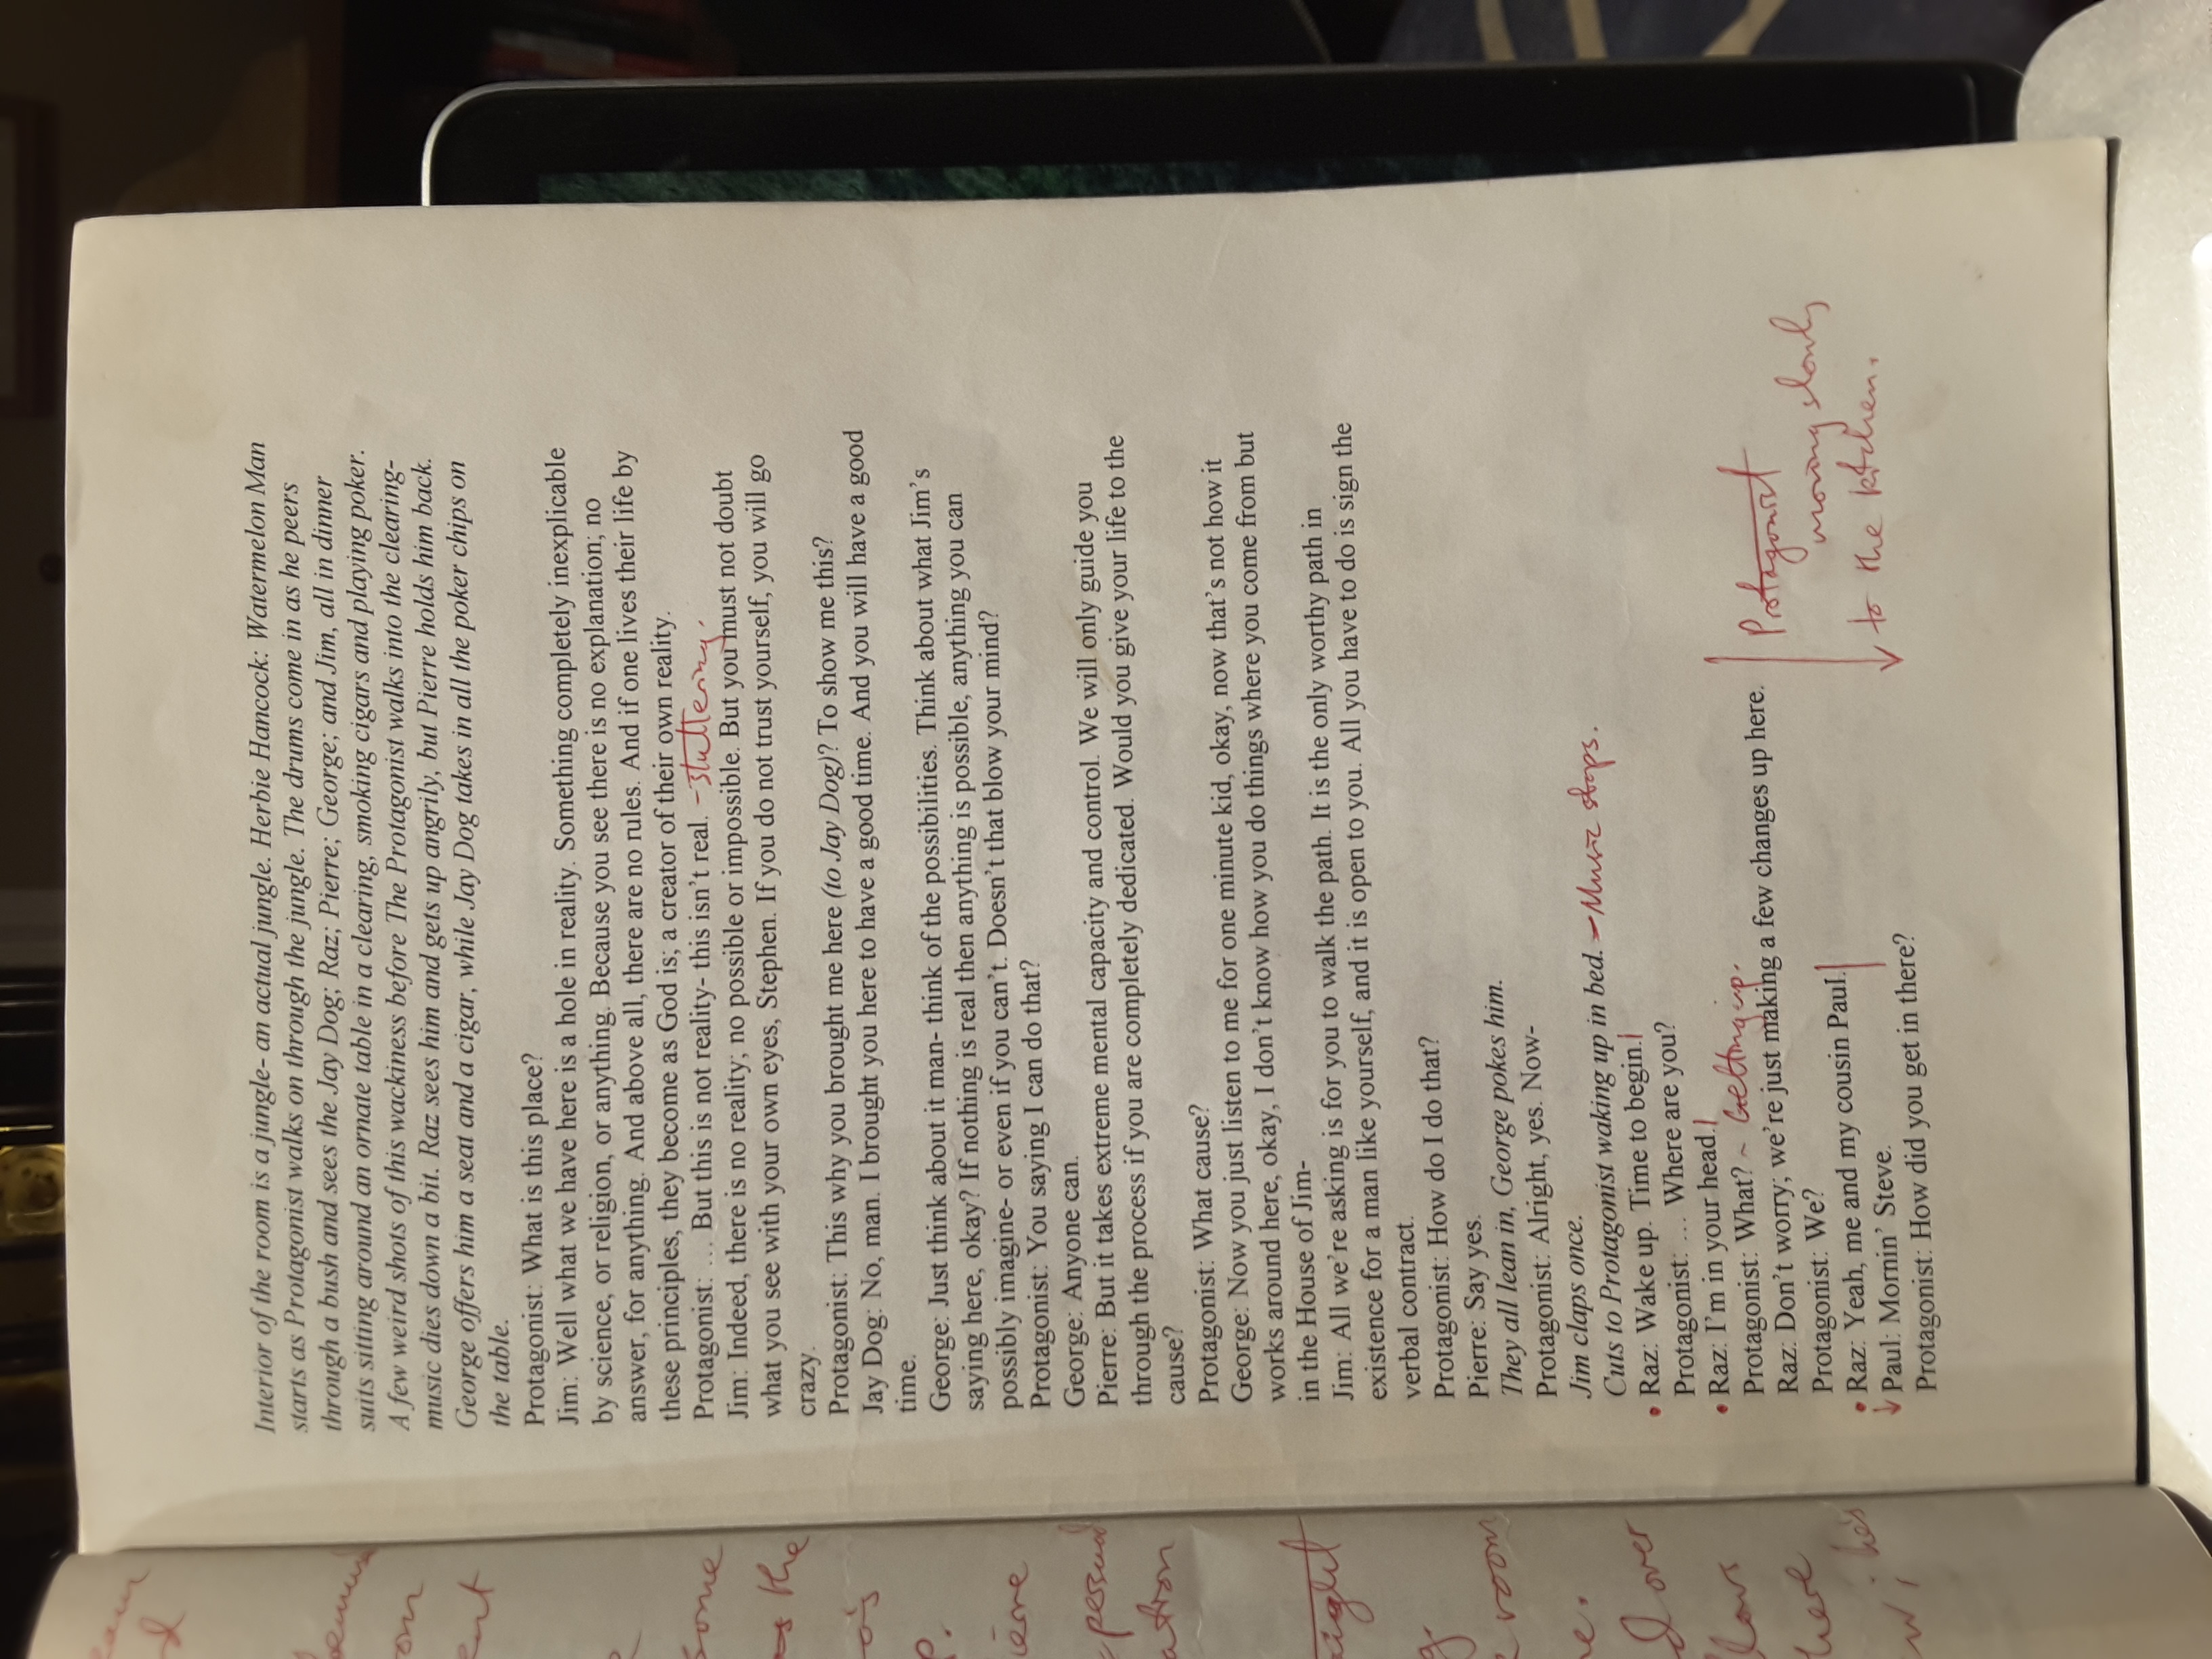 Interior of the room is a jungle- an actual jungle. Herbie Hancock: Watermelon Man
starts as Protagonist walks on through the jungle. The drums come in as he peers
through a bush and sees the Jay Dog; Raz; Pierre; George; and Jim, all in dinner
suits sitting around an ornate table in a clearing, smoking cigars and playing poker.
A few weird shots of this wackiness before The Protagonist walks into the clearing-
music dies down a bit. Raz sees him and gets up angrily, but Pierre holds him back.
George offers him a seat and a cigar, while Jay Dog takes in all the poker chips on
the table.
Protagonist: What is this place?
Jim: Well what we have here is a hole in reality. Something completely inexplicable
by science, or religion, or anything. Because you see there is no explanation; no
answer, for anything. And above all, there are no rules. And if one lives their life by
these principles, they become as God is; a creator of their own reality.
Protagonist: … But this is not reality- this isn't real. - stuttering.
Jim: Indeed, there is no reality; no possible or impossible. But you must not doubt
what you see with your own eyes, Stephen. If you do not trust yourself, you will go
crazy.
Protagonist: This why you brought me here (to Jay Dog)? To show me this?
Jay Dog: No, man. I brought you here to have a good time. And you will have a good
time.
George: Just think about it man- think of the possibilities. Think about what Jim's
saying here, okay? If nothing is real then anything is possible, anything you can
possibly imagine- or even if you can't. Doesn't that blow your mind?
Protagonist: You saying I can do that?
George: Anyone can.
Pierre: But it takes extreme mental capacity and control. We will only guide you
through the process if you are completely dedicated. Would you give your life to the
cause?
Protagonist: What cause?
George: Now you just listen to me for one minute kid, okay, now that's not how it
works around here, okay, I don't know how you do things where you come from but
in the House of Jim-
Jim: All we're asking is for you to walk the path. It is the only worthy path in
existence for a man like yourself, and it is open to you. All you have to do is sign the
verbal contract.
Protagonist: How do I do that?
Pierre: Say yes.
They all lean in, George pokes him.
Protagonist: Alright, yes. Now-
Jim claps once.
Cuts to Protagonist waking up in bed. - Music stops.
• Raz: Wake up. Time to begin.
Protagonist: … Where are you?
• Raz: I'm in your head.
Protagonist: What? ~ Getting up.
Raz: Don't worry; we're just making a few changes up here.
Protagonist: We?
• Raz: Yeah, me and my cousin Paul.
↓ Paul: Mornin' Steve.
Protagonist: How did you get in there?
Protagonist
moving slowly
to the kitchen.
some
the
room
over
here